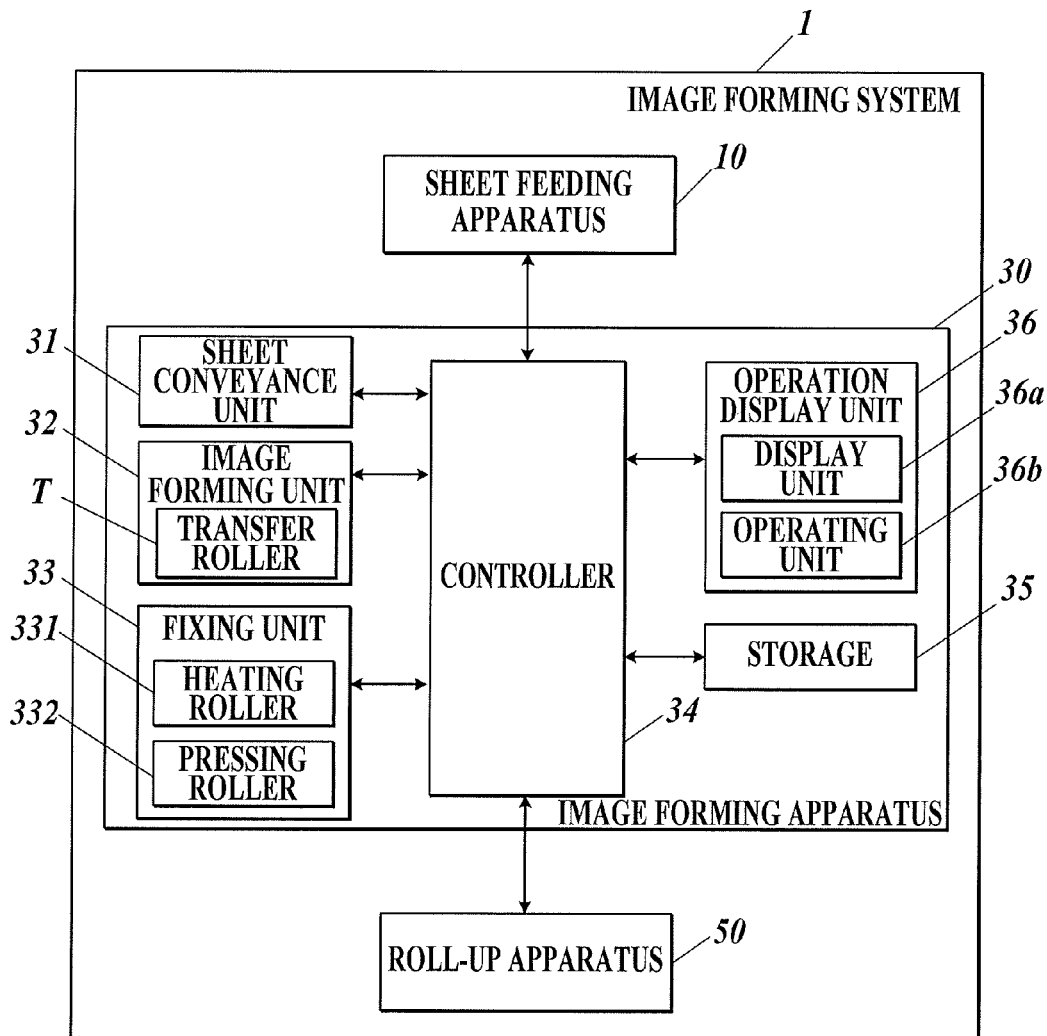 1
IMAGE FORMING SYSTEM
10
SHEET FEEDING
APPARATUS
30
31
SHEET
CONVEYANCE
UNIT
36
OPERATION
DISPLAY UNIT
36a
DISPLAY
UNIT
36b
OPERATING
UNIT
32
IMAGE
FORMING UNIT
T
TRANSFER
ROLLER
CONTROLLER
33
FIXING UNIT
331
HEATING
ROLLER
332
PRESSING
ROLLER
35
STORAGE
34
IMAGE FORMING APPARATUS
50
ROLL-UP APPARATUS